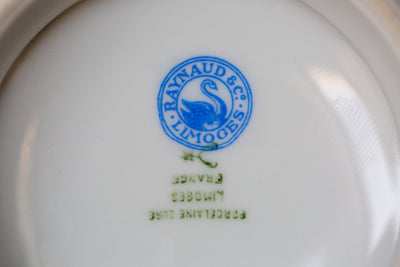 RAYNAUD & Co.
· LIMOGES ·
PORCELAINE DURE
LIMOGES
FRANCE